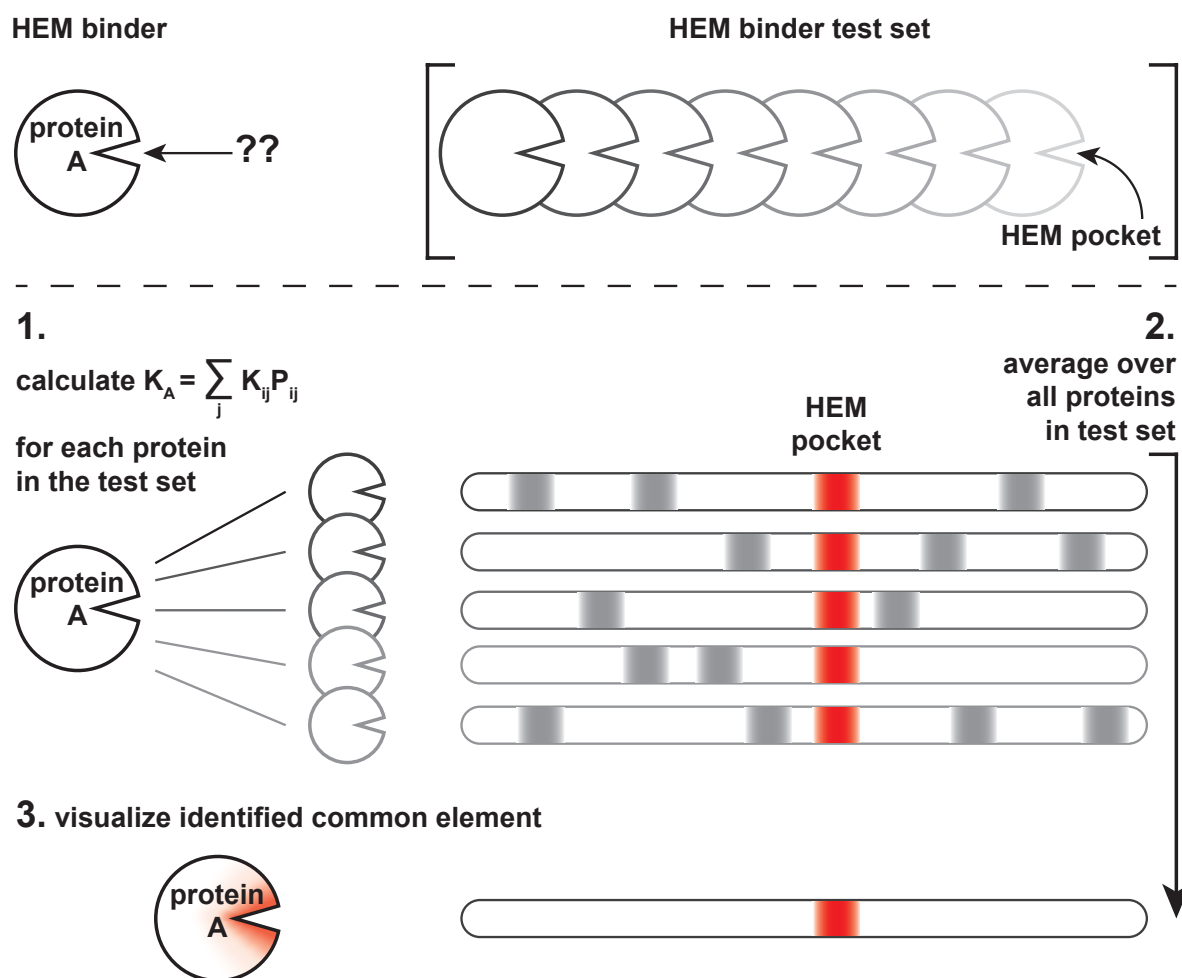 HEM binder
HEM binder test set
protein
A
??
HEM pocket
1.
calculate K_A = ∑_j K_ij P_ij
for each protein
in the test set
protein
A
HEM
pocket
2.
average over
all proteins
in test set
3. visualize identified common element
protein
A